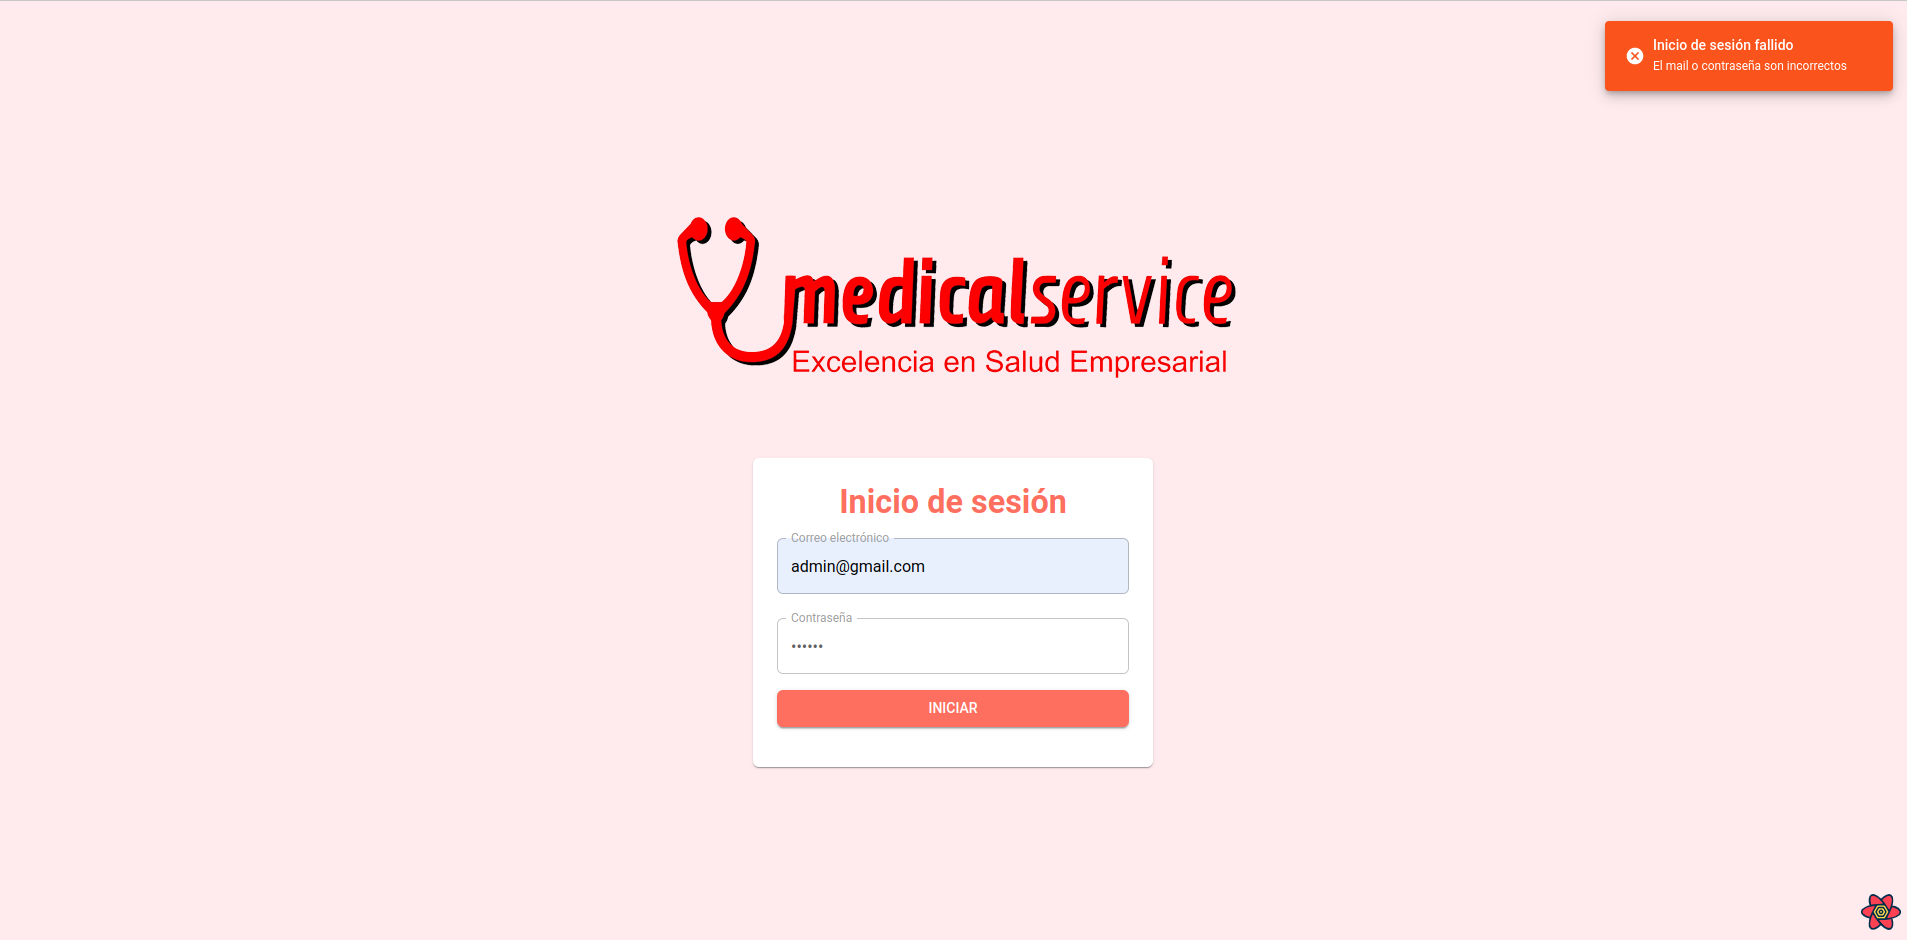 Inicio de sesión fallido
El mail o contraseña son incorrectos
medicalservice
Excelencia en Salud Empresarial
Inicio de sesión
Correo electrónico
admin@gmail.com
Contraseña
••••••
INICIAR